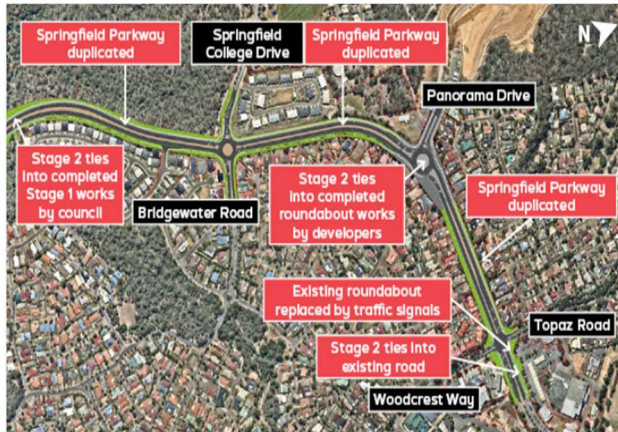 Springfield Parkway
duplicated
Springfield
College Drive
Springfield Parkway
duplicated
N
Panorama Drive
Stage 2 ties
into completed
Stage 1 works
by council
Bridgewater Road
Stage 2 ties
into completed
roundabout works
by developers
Springfield Parkway
duplicated
Existing roundabout
replaced by traffic signals
Topaz Road
Stage 2 ties into
existing road
Woodcrest Way